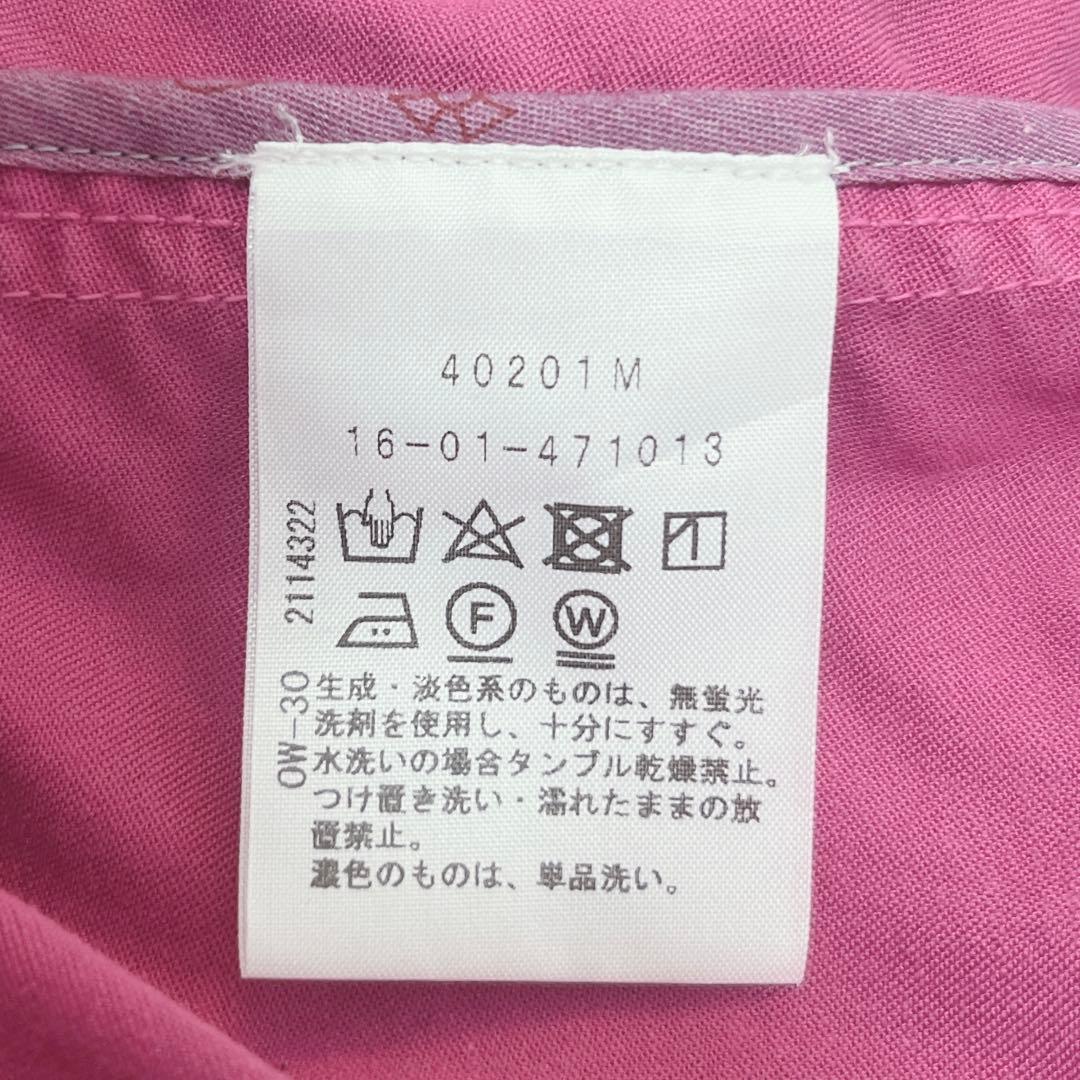 40201M
16-01-471013
2114322
F
W
OW-30
生成・淡色系のものは、無蛍光
洗剤を使用し、十分にすすぐ。
水洗いの場合タンブル乾燥禁止。
つけ置き洗い・濡れたままの放
置禁止。
濃色のものは、単品洗い。